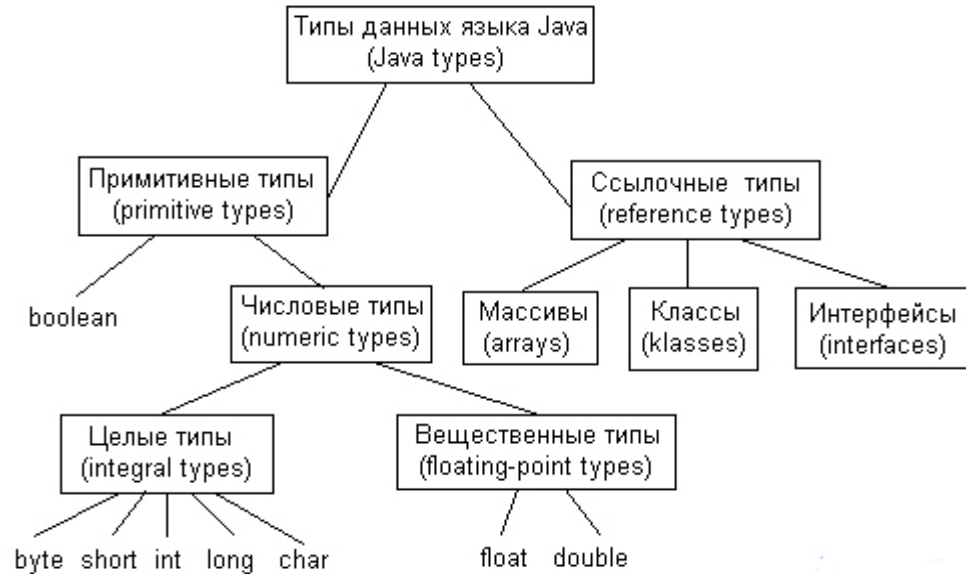 Типы данных языка Java
(Java types)
Примитивные типы
(primitive types)
Ссылочные типы
(reference types)
boolean
Числовые типы
(numeric types)
Массивы
(arrays)
Классы
(klasses)
Интерфейсы
(interfaces)
Целые типы
(integral types)
Вещественные типы
(floating-point types)
byte short int long char
float double